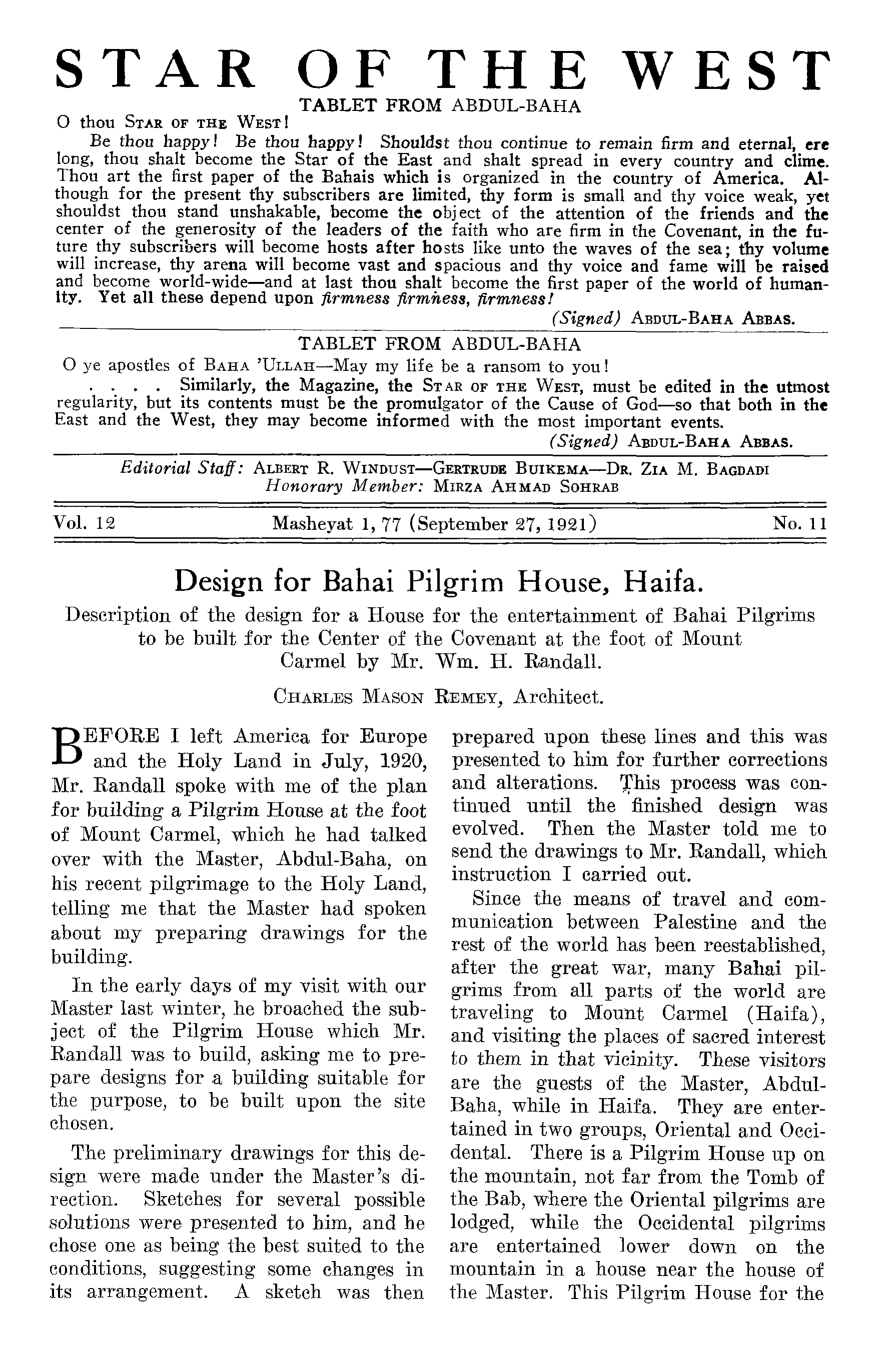 STAR OF THE WEST
TABLET FROM ABDUL-BAHA
O thou STAR OF THE WEST!
Be thou happy! Be thou happy! Shouldst thou continue to remain firm and eternal, ere
long, thou shalt become the Star of the East and shalt spread in every country and clime.
Thou art the first paper of the Bahais which is organized in the country of America. Al-
though for the present thy subscribers are limited, thy form is small and thy voice weak, yet
shouldst thou stand unshakable, become the object of the attention of the friends and the
center of the generosity of the leaders of the faith who are firm in the Covenant, in the fu-
ture thy subscribers will become hosts after hosts like unto the waves of the sea; thy volume
will increase, thy arena will become vast and spacious and thy voice and fame will be raised
and become world-wide—and at last thou shalt become the first paper of the world of human-
ity. Yet all these depend upon firmness firmness, firmness!
(Signed) ABDUL-BAHA ABBAS.
TABLET FROM ABDUL-BAHA
O ye apostles of BAHA 'ULLAH—May my life be a ransom to you!
. . . . Similarly, the Magazine, the STAR OF THE WEST, must be edited in the utmost
regularity, but its contents must be the promulgator of the Cause of God—so that both in the
East and the West, they may become informed with the most important events.
(Signed) ABDUL-BAHA ABBAS.
Editorial Staff: ALBERT R. WINDUST—GERTRUDE BUIKEMA—DR. ZIA M. BAGDADI
Honorary Member: MIRZA AHMAD SOHRAB
Vol. 12 Masheyat 1, 77 (September 27, 1921) No. 11
Design for Bahai Pilgrim House, Haifa.
Description of the design for a House for the entertainment of Bahai Pilgrims
to be built for the Center of the Covenant at the foot of Mount
Carmel by Mr. Wm. H. Randall.
CHARLES MASON REMEY, Architect.
BEFORE I left America for Europe
and the Holy Land in July, 1920,
Mr. Randall spoke with me of the plan
for building a Pilgrim House at the foot
of Mount Carmel, which he had talked
over with the Master, Abdul-Baha, on
his recent pilgrimage to the Holy Land,
telling me that the Master had spoken
about my preparing drawings for the
building.
In the early days of my visit with our
Master last winter, he broached the sub-
ject of the Pilgrim House which Mr.
Randall was to build, asking me to pre-
pare designs for a building suitable for
the purpose, to be built upon the site
chosen.
The preliminary drawings for this de-
sign were made under the Master's di-
rection. Sketches for several possible
solutions were presented to him, and he
chose one as being the best suited to the
conditions, suggesting some changes in
its arrangement. A sketch was then
prepared upon these lines and this was
presented to him for further corrections
and alterations. This process was con-
tinued until the finished design was
evolved. Then the Master told me to
send the drawings to Mr. Randall, which
instruction I carried out.
Since the means of travel and com-
munication between Palestine and the
rest of the world has been reestablished,
after the great war, many Bahai pil-
grims from all parts of the world are
traveling to Mount Carmel (Haifa),
and visiting the places of sacred interest
to them in that vicinity. These visitors
are the guests of the Master, Abdul-
Baha, while in Haifa. They are enter-
tained in two groups, Oriental and Occi-
dental. There is a Pilgrim House up on
the mountain, not far from the Tomb of
the Bab, where the Oriental pilgrims are
lodged, while the Occidental pilgrims
are entertained lower down on the
mountain in a house near the house of
the Master. This Pilgrim House for the